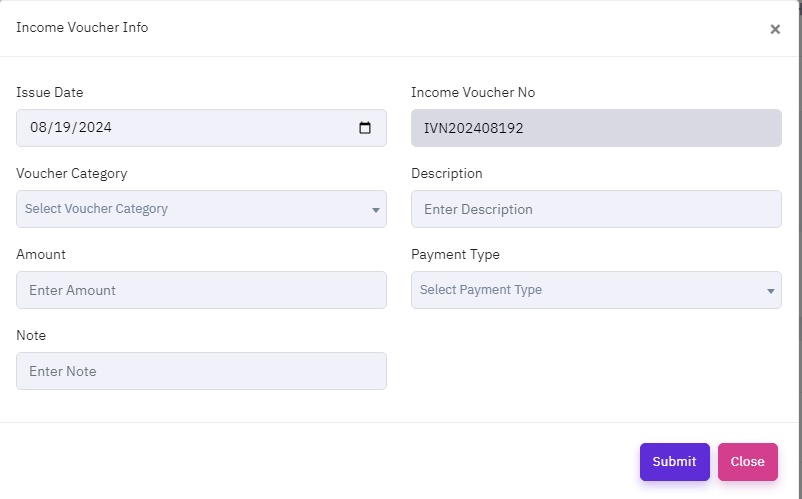 Income Voucher Info
×
Issue Date
Income Voucher No
08/19/2024
IVN202408192
Voucher Category
Description
Select Voucher Category
Enter Description
Amount
Payment Type
Enter Amount
Select Payment Type
Note
Enter Note
Submit
Close